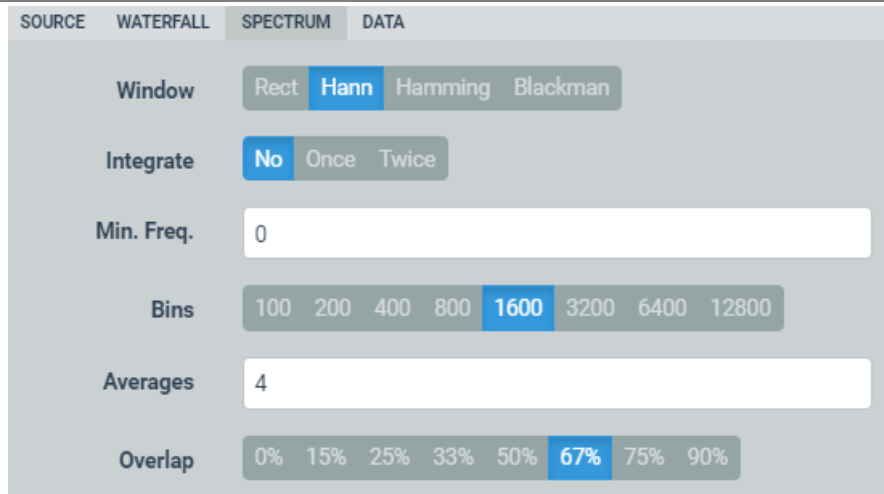 SOURCE WATERFALL SPECTRUM DATA
Window Rect Hann Hamming Blackman
Integrate No Once Twice
Min. Freq. 0
Bins 100 200 400 800 1600 3200 6400 12800
Averages 4
Overlap 0% 15% 25% 33% 50% 67% 75% 90%